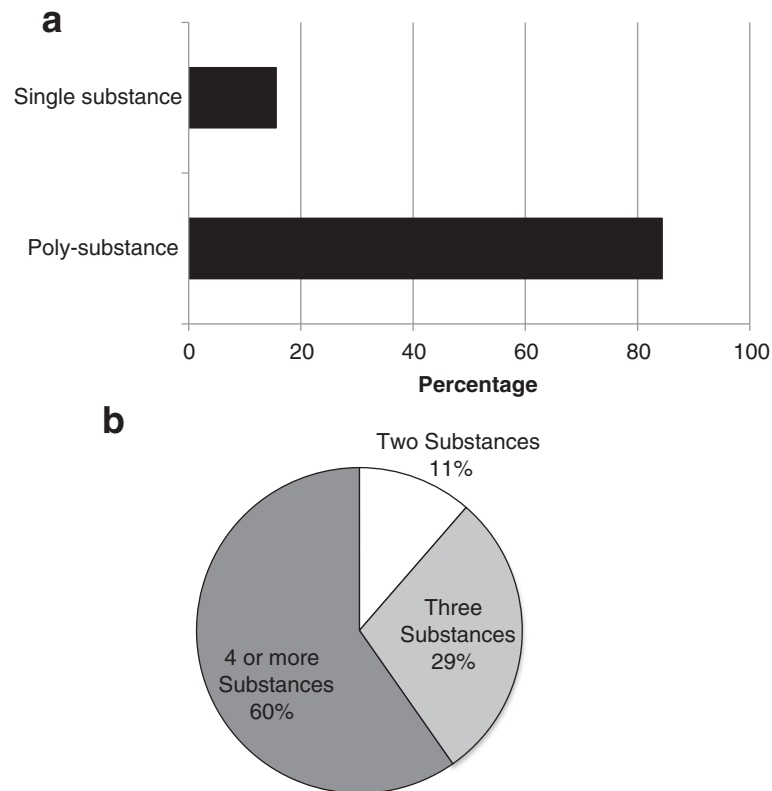 a
Single substance
Poly-substance
0 20 40 60 80 100
Percentage
b
Two Substances
11%
Three
Substances
29%
4 or more
Substances
60%